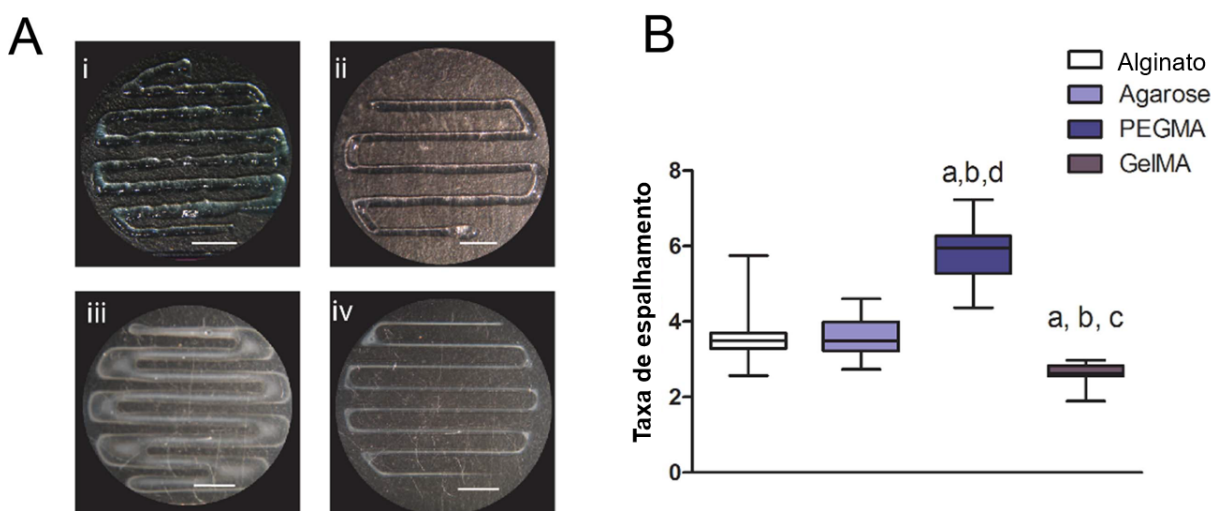 A
i
ii
iii
iv
B
Alginato
Agarose
PEGMA
GelMA
Taxa de espalhamento
8
6
4
2
0
a,b,d
a, b, c